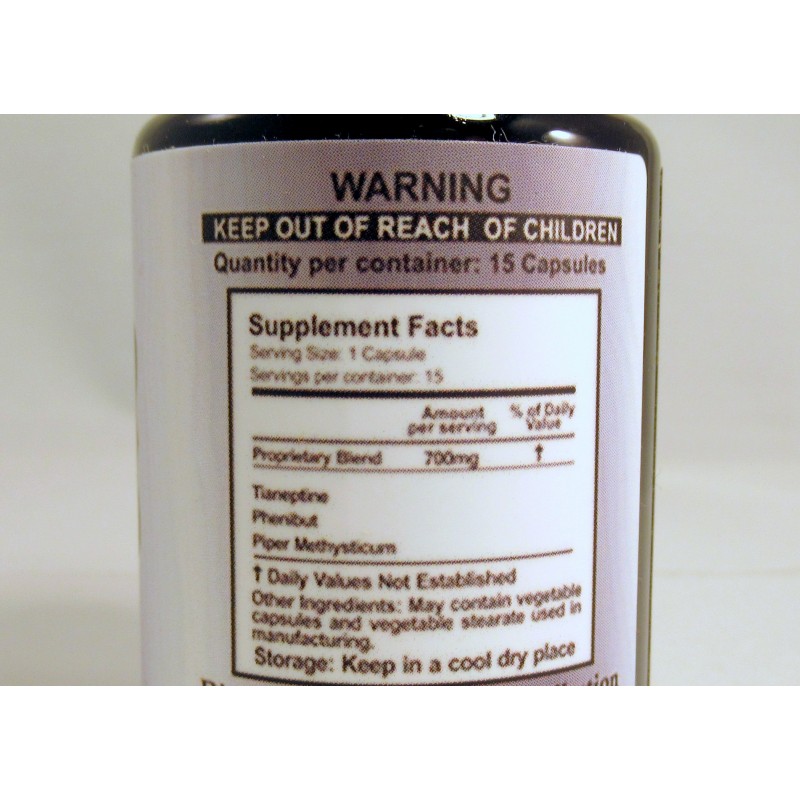 WARNING
KEEP OUT OF REACH OF CHILDREN
Quantity per container: 15 Capsules
Supplement Facts
Serving Size: 1 Capsule
Servings per container: 15
Amount per serving
% of Daily Value
Proprietary Blend 700mg †
Tianeptine
Phenibut
Piper Methysticum
† Daily Values Not Established
Other Ingredients: May contain vegetable
capsules and vegetable stearate used in
manufacturing.
Storage: Keep in a cool dry place